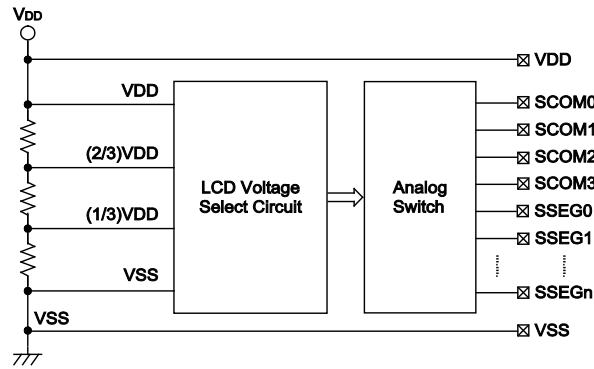 VDD
VDD
VDD
SCOM0
(2/3)VDD
SCOM1
SCOM2
LCD Voltage
Select Circuit
Analog
Switch
SCOM3
(1/3)VDD
SSEG0
SSEG1
VSS
SSEGn
VSS
VSS